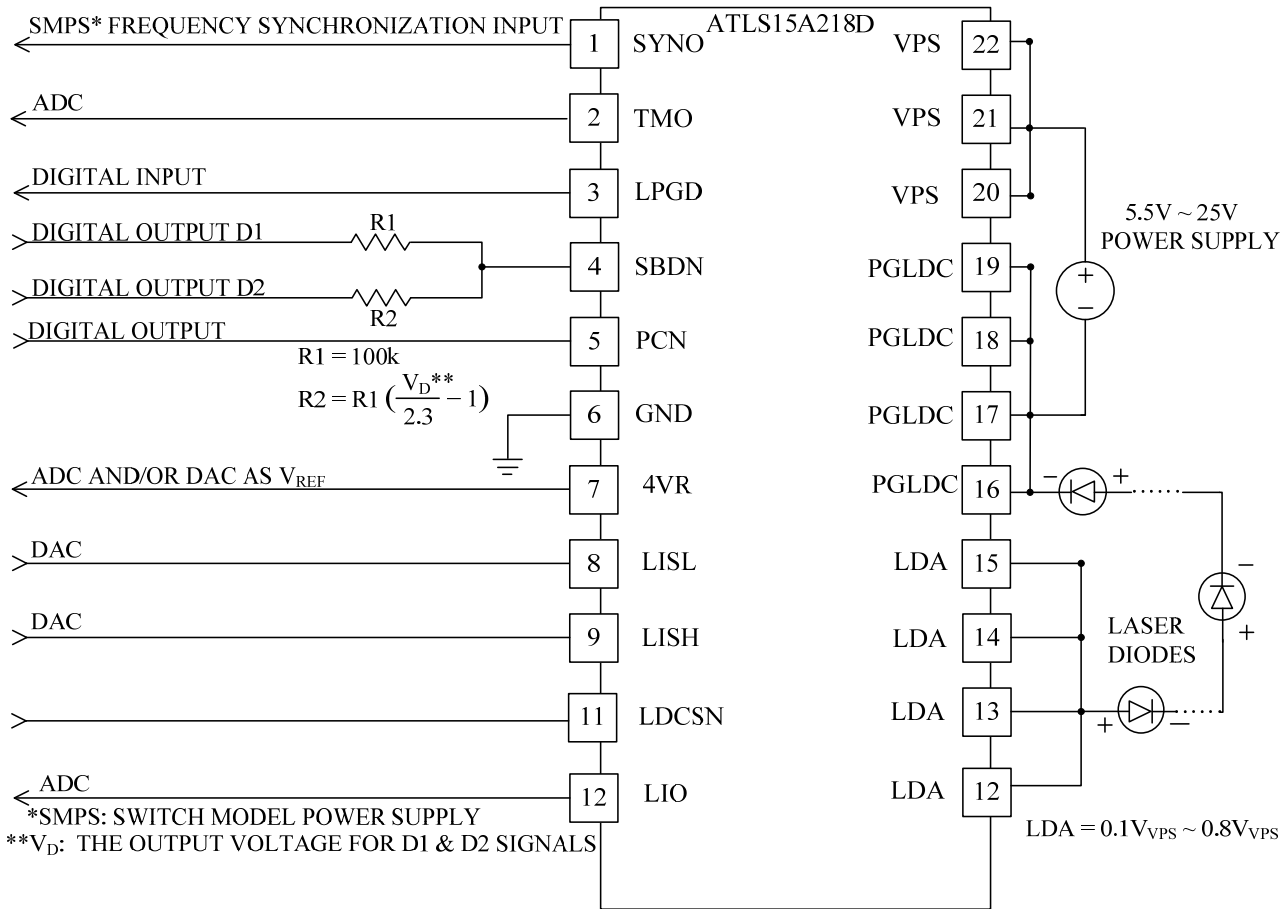 ATLS15A218D
SMPS* FREQUENCY SYNCHRONIZATION INPUT
1 SYNO
ADC
2 TMO
DIGITAL INPUT
3 LPGD
DIGITAL OUTPUT D1
R1
4 SBDN
DIGITAL OUTPUT D2
R2
DIGITAL OUTPUT
5 PCN
R1 = 100k
R2 = R1 (V_D**/2.3 − 1)
6 GND
ADC AND/OR DAC AS V_REF
7 4VR
DAC
8 LISL
DAC
9 LISH
11 LDCSN
ADC
12 LIO
*SMPS: SWITCH MODEL POWER SUPPLY
**V_D: THE OUTPUT VOLTAGE FOR D1 & D2 SIGNALS
VPS 22
VPS 21
VPS 20
5.5V ~ 25V
POWER SUPPLY
+
−
PGLDC 19
PGLDC 18
PGLDC 17
PGLDC 16
− +
LDA 15
LDA 14
LDA 13
LDA 12
−
+
LASER
DIODES
+ −
LDA = 0.1V_VPS ~ 0.8V_VPS